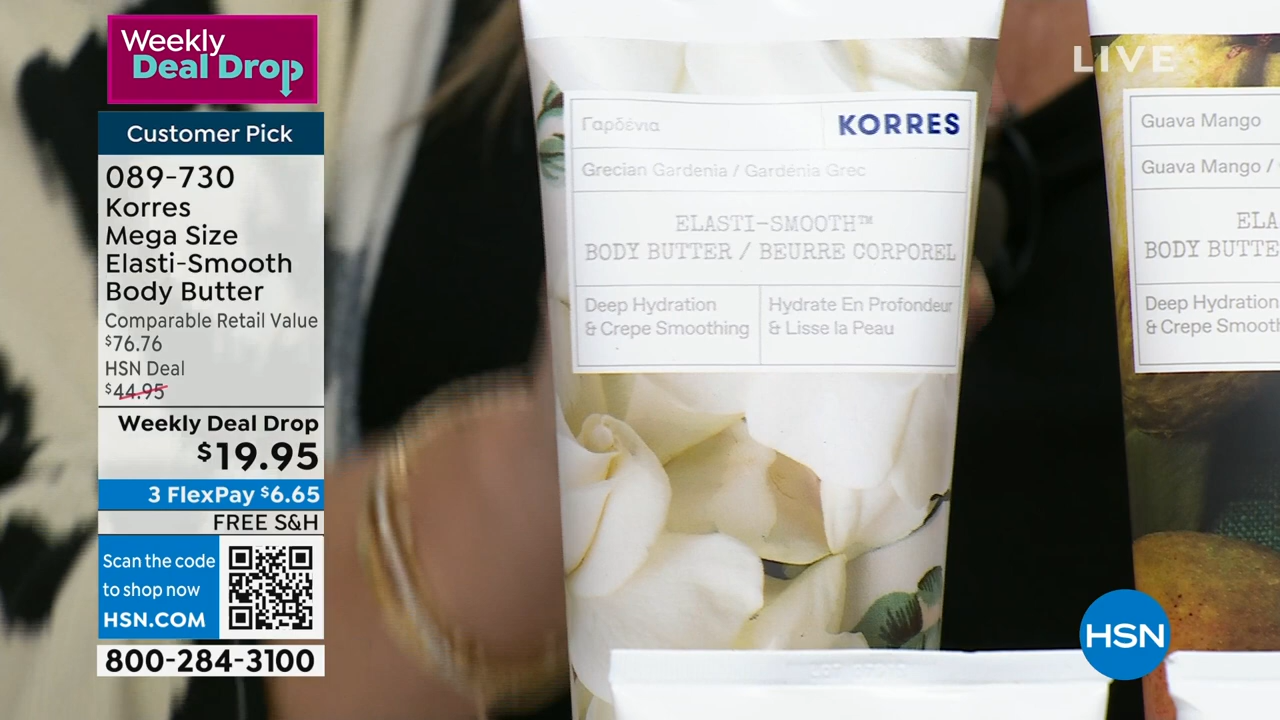 Weekly
Deal Drop
Customer Pick
089-730
Korres
Mega Size
Elasti-Smooth
Body Butter
Comparable Retail Value
$76.76
HSN Deal
$44.95
Weekly Deal Drop
$19.95
3 FlexPay $6.65
FREE S&H
Scan the code
to shop now
HSN.COM
800-284-3100
Γαρδένια
KORRES
Grecian Gardenia / Gardénia Grec
ELASTI-SMOOTH™
BODY BUTTER / BEURRE CORPOREL
Deep Hydration
& Crepe Smoothing
Hydrate En Profondeur
& Lisse la Peau
LIVE
Guava Mango
Guava Mango /
ELA
BODY BUTTE
Deep Hydration
& Crepe Smoot
HSN